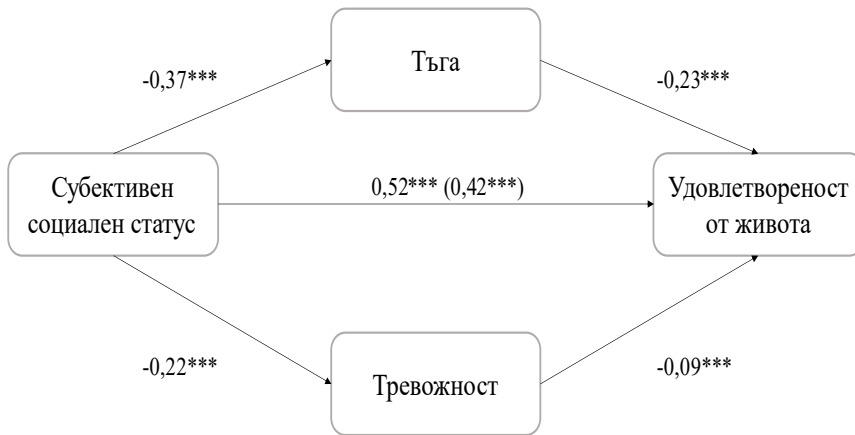 Тъга
-0,37***
-0,23***
Субективен
социален статус
0,52*** (0,42***)
Удовлетвореност
от живота
-0,22***
Тревожност
-0,09***